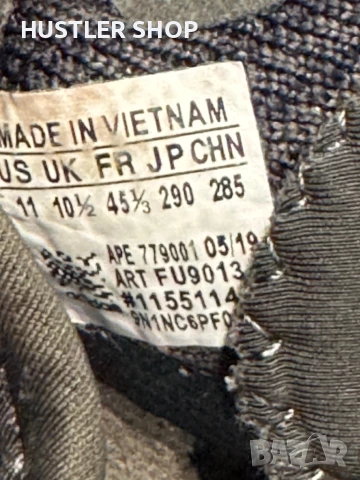 HUSTLER SHOP
MADE IN VIETNAM
US UK FR JP CHN
11 10½ 45⅓ 290 285
APE 779001 05/19
ART FU9013
#1155114
9N1NC6PF0
BAZAR